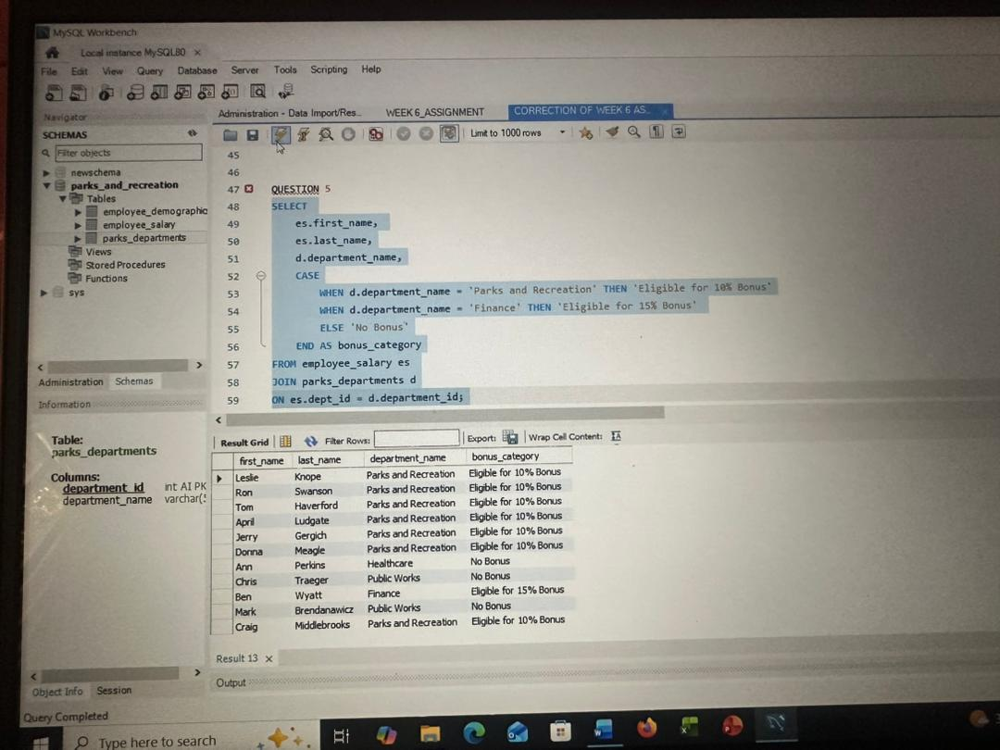 MySQL Workbench
Local instance MySQL80 ×
File Edit View Query Database Server Tools Scripting Help
Navigator
SCHEMAS
Filter objects
newschema
parks_and_recreation
Tables
employee_demographic
employee_salary
parks_departments
Views
Stored Procedures
Functions
sys
Administration Schemas
Information
Table:
parks_departments
Columns:
department_id int AI PK
department_name varchar(
Object Info Session
Query Completed
Administration - Data Import/Res... WEEK 6_ASSIGNMENT CORRECTION OF WEEK 6 AS...
Limit to 1000 rows
45
46
47 QUESTION 5
48 SELECT
49 es.first_name,
50 es.last_name,
51 d.department_name,
52 CASE
53 WHEN d.department_name = 'Parks and Recreation' THEN 'Eligible for 10% Bonus'
54 WHEN d.department_name = 'Finance' THEN 'Eligible for 15% Bonus'
55 ELSE 'No Bonus'
56 END AS bonus_category
57 FROM employee_salary es
58 JOIN parks_departments d
59 ON es.dept_id = d.department_id;
Result Grid Filter Rows: Export: Wrap Cell Content: IA
first_name last_name department_name bonus_category
Leslie Knope Parks and Recreation Eligible for 10% Bonus
Ron Swanson Parks and Recreation Eligible for 10% Bonus
Tom Haverford Parks and Recreation Eligible for 10% Bonus
April Ludgate Parks and Recreation Eligible for 10% Bonus
Jerry Gergich Parks and Recreation Eligible for 10% Bonus
Donna Meagle Parks and Recreation Eligible for 10% Bonus
Ann Perkins Healthcare No Bonus
Chris Traeger Public Works No Bonus
Ben Wyatt Finance Eligible for 15% Bonus
Mark Brendanawicz Public Works No Bonus
Craig Middlebrooks Parks and Recreation Eligible for 10% Bonus
Result 13 ×
Output
Type here to search